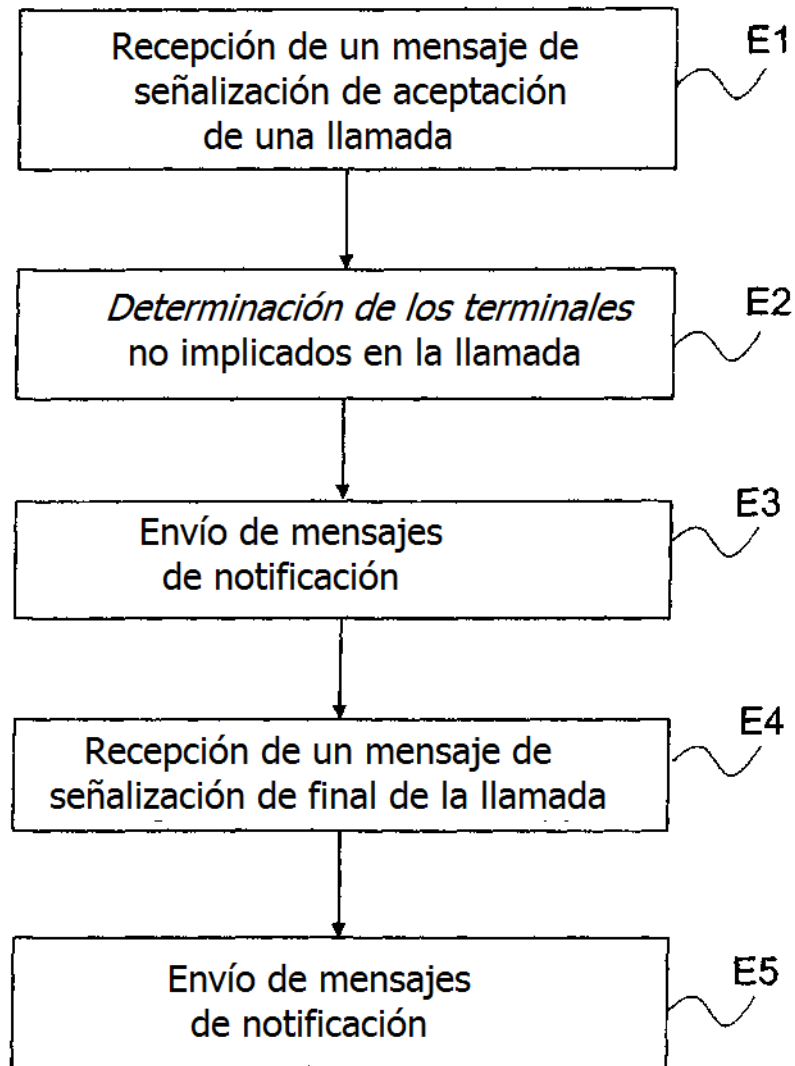 Recepción de un mensaje de
señalización de aceptación
de una llamada
E1
Determinación de los terminales
no implicados en la llamada
E2
Envío de mensajes
de notificación
E3
Recepción de un mensaje de
señalización de final de la llamada
E4
Envío de mensajes
de notificación
E5